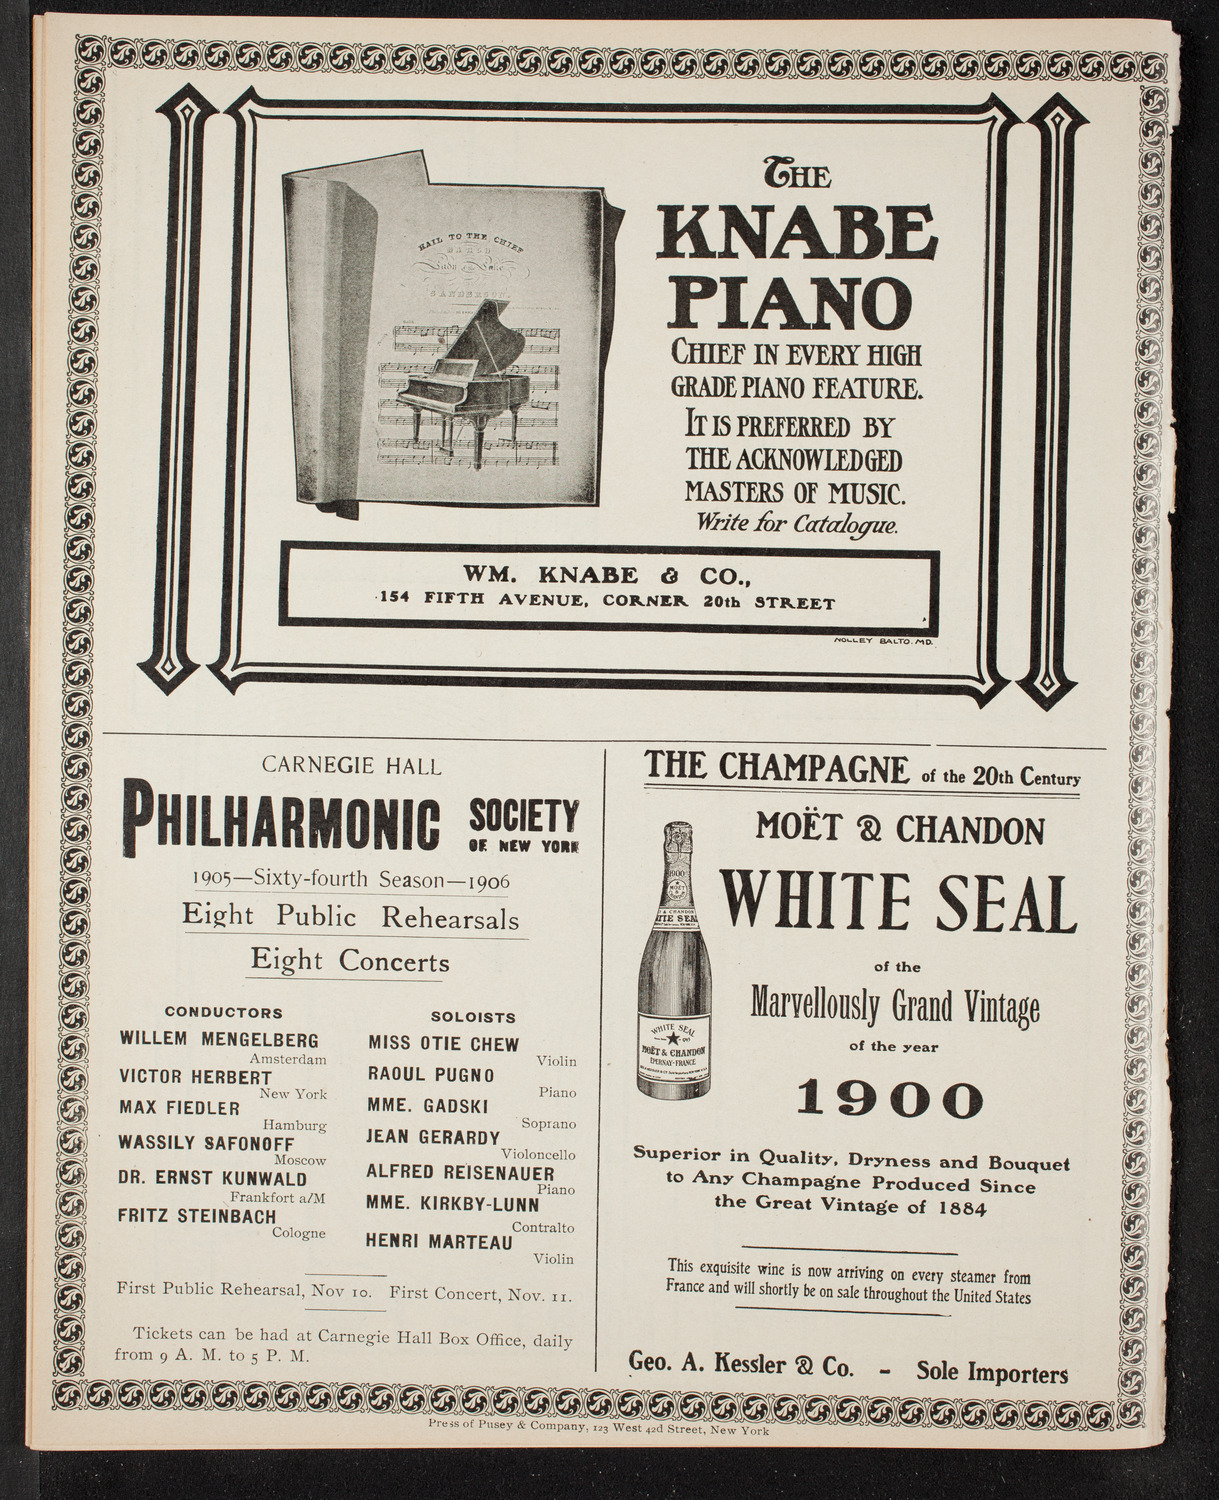 HAIL TO THE CHIEF
THE
KNABE
PIANO
CHIEF IN EVERY HIGH
GRADE PIANO FEATURE.
IT IS PREFERRED BY
THE ACKNOWLEDGED
MASTERS OF MUSIC.
Write for Catalogue.
WM. KNABE & CO.,
154 FIFTH AVENUE, CORNER 20th STREET
NOLLEY BALTO. MD.
CARNEGIE HALL
PHILHARMONIC SOCIETY
OF NEW YORK
1905—Sixty-fourth Season—1906
Eight Public Rehearsals
Eight Concerts
CONDUCTORS
WILLEM MENGELBERG
Amsterdam
VICTOR HERBERT
New York
MAX FIEDLER
Hamburg
WASSILY SAFONOFF
Moscow
DR. ERNST KUNWALD
Frankfort a/M
FRITZ STEINBACH
Cologne
SOLOISTS
MISS OTIE CHEW
Violin
RAOUL PUGNO
Piano
MME. GADSKI
Soprano
JEAN GERARDY
Violoncello
ALFRED REISENAUER
Piano
MME. KIRKBY-LUNN
Contralto
HENRI MARTEAU
Violin
First Public Rehearsal, Nov 10. First Concert, Nov. 11.
Tickets can be had at Carnegie Hall Box Office, daily
from 9 A. M. to 5 P. M.
THE CHAMPAGNE of the 20th Century
MOËT & CHANDON
WHITE SEAL
of the
Marvellously Grand Vintage
of the year
1900
WHITE SEAL
MOËT & CHANDON
EPERNAY-FRANCE
Superior in Quality, Dryness and Bouquet
to Any Champagne Produced Since
the Great Vintage of 1884
This exquisite wine is now arriving on every steamer from
France and will shortly be on sale throughout the United States
Geo. A. Kessler & Co. - Sole Importers
Press of Pusey & Company, 123 West 42d Street, New York